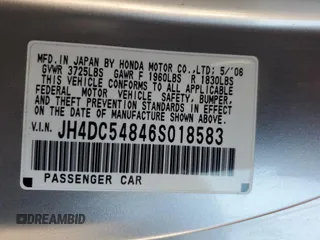 MFD. IN JAPAN BY HONDA MOTOR CO.,LTD: 5/'06
GVWR 3725LBS GAWR F 1960LBS R 1830LBS
THIS VEHICLE CONFORMS TO ALL APPLICABLE
FEDERAL MOTOR VEHICLE SAFETY, BUMPER,
AND THEFT PREVENTION STANDARDS IN EFFECT
ON THE DATE OF MANUFACTURE SHOWN ABOVE.
V.I.N. JH4DC54846S018583
PASSENGER CAR
DREAMBID